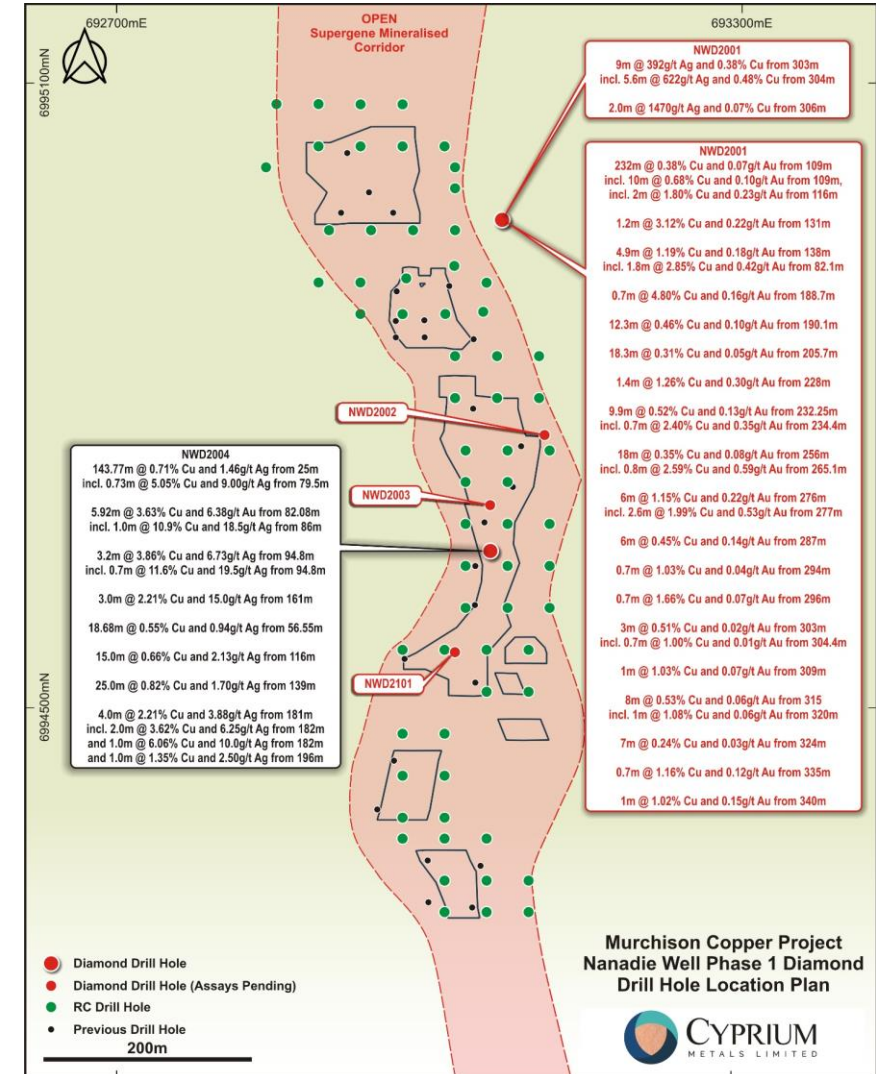 692700mE
693300mE
6995100mN
6994500mN
OPEN
Supergene Mineralised
Corridor
NWD2001
9m @ 392g/t Ag and 0.38% Cu from 303m
incl. 5.6m @ 622g/t Ag and 0.48% Cu from 304m
2.0m @ 1470g/t Ag and 0.07% Cu from 306m
NWD2001
232m @ 0.38% Cu and 0.07g/t Au from 109m
incl. 10m @ 0.68% Cu and 0.10g/t Au from 109m,
incl. 2m @ 1.80% Cu and 0.23g/t Au from 116m
1.2m @ 3.12% Cu and 0.22g/t Au from 131m
4.9m @ 1.19% Cu and 0.18g/t Au from 138m
incl. 1.8m @ 2.85% Cu and 0.42g/t Au from 82.1m
0.7m @ 4.80% Cu and 0.16g/t Au from 188.7m
12.3m @ 0.46% Cu and 0.10g/t Au from 190.1m
18.3m @ 0.31% Cu and 0.05g/t Au from 205.7m
1.4m @ 1.26% Cu and 0.30g/t Au from 228m
9.9m @ 0.52% Cu and 0.13g/t Au from 232.25m
incl. 0.7m @ 2.40% Cu and 0.35g/t Au from 234.4m
18m @ 0.35% Cu and 0.08g/t Au from 256m
incl. 0.8m @ 2.59% Cu and 0.59g/t Au from 265.1m
6m @ 1.15% Cu and 0.22g/t Au from 276m
incl. 2.6m @ 1.99% Cu and 0.53g/t Au from 277m
6m @ 0.45% Cu and 0.14g/t Au from 287m
0.7m @ 1.03% Cu and 0.04g/t Au from 294m
0.7m @ 1.66% Cu and 0.07g/t Au from 296m
3m @ 0.51% Cu and 0.02g/t Au from 303m
incl. 0.7m @ 1.00% Cu and 0.01g/t Au from 304.4m
1m @ 1.03% Cu and 0.07g/t Au from 309m
8m @ 0.53% Cu and 0.06g/t Au from 315
incl. 1m @ 1.08% Cu and 0.06g/t Au from 320m
7m @ 0.24% Cu and 0.03g/t Au from 324m
0.7m @ 1.16% Cu and 0.12g/t Au from 335m
1m @ 1.02% Cu and 0.15g/t Au from 340m
NWD2002
NWD2003
NWD2101
NWD2004
143.77m @ 0.71% Cu and 1.46g/t Ag from 25m
incl. 0.73m @ 5.05% Cu and 9.00g/t Ag from 79.5m
5.92m @ 3.63% Cu and 6.38g/t Au from 82.08m
incl. 1.0m @ 10.9% Cu and 18.5g/t Ag from 86m
3.2m @ 3.86% Cu and 6.73g/t Ag from 94.8m
incl. 0.7m @ 11.6% Cu and 19.5g/t Ag from 94.8m
3.0m @ 2.21% Cu and 15.0g/t Ag from 161m
18.68m @ 0.55% Cu and 0.94g/t Ag from 56.55m
15.0m @ 0.66% Cu and 2.13g/t Ag from 116m
25.0m @ 0.82% Cu and 1.70g/t Ag from 139m
4.0m @ 2.21% Cu and 3.88g/t Ag from 181m
incl. 2.0m @ 3.62% Cu and 6.25g/t Ag from 182m
and 1.0m @ 6.06% Cu and 10.0g/t Ag from 182m
and 1.0m @ 1.35% Cu and 2.50g/t Ag from 196m
Diamond Drill Hole
Diamond Drill Hole (Assays Pending)
RC Drill Hole
Previous Drill Hole
200m
Murchison Copper Project
Nanadie Well Phase 1 Diamond
Drill Hole Location Plan
CYPRIUM
METALS LIMITED